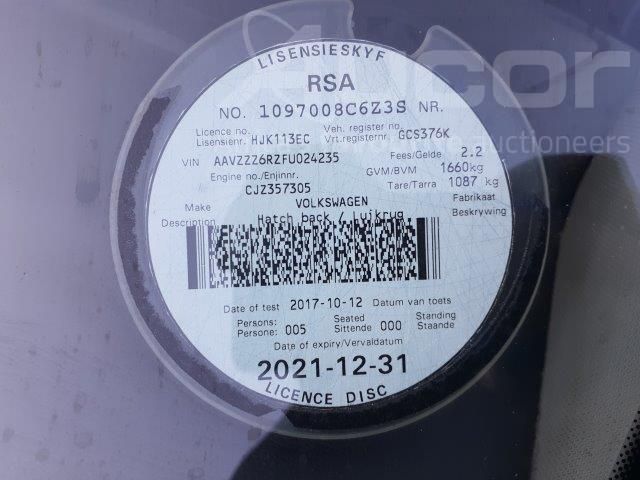 LISENSIESKYF
RSA
NO. 1097008C6Z3S NR.
Licence no./ Veh. register no./
Lisensienr. HJK113EC Vrt.registernr. GCS376K
VIN AAVZZZ6RZFU024235 Fees/Gelde 2.2
Engine no./Enjinnr. GVM/BVM 1660kg
CJZ357305 Tare/Tarra 1087 kg
Make VOLKSWAGEN Fabrikaat
Description Hatch back / Luikrug Beskrywing
Date of test 2017-10-12 Datum van toets
Persons: 005 Seated 000 Standing
Persone: Sittende Staande
Date of expiry/Vervaldatum
2021-12-31
LICENCE DISC
Aucor
auctioneers